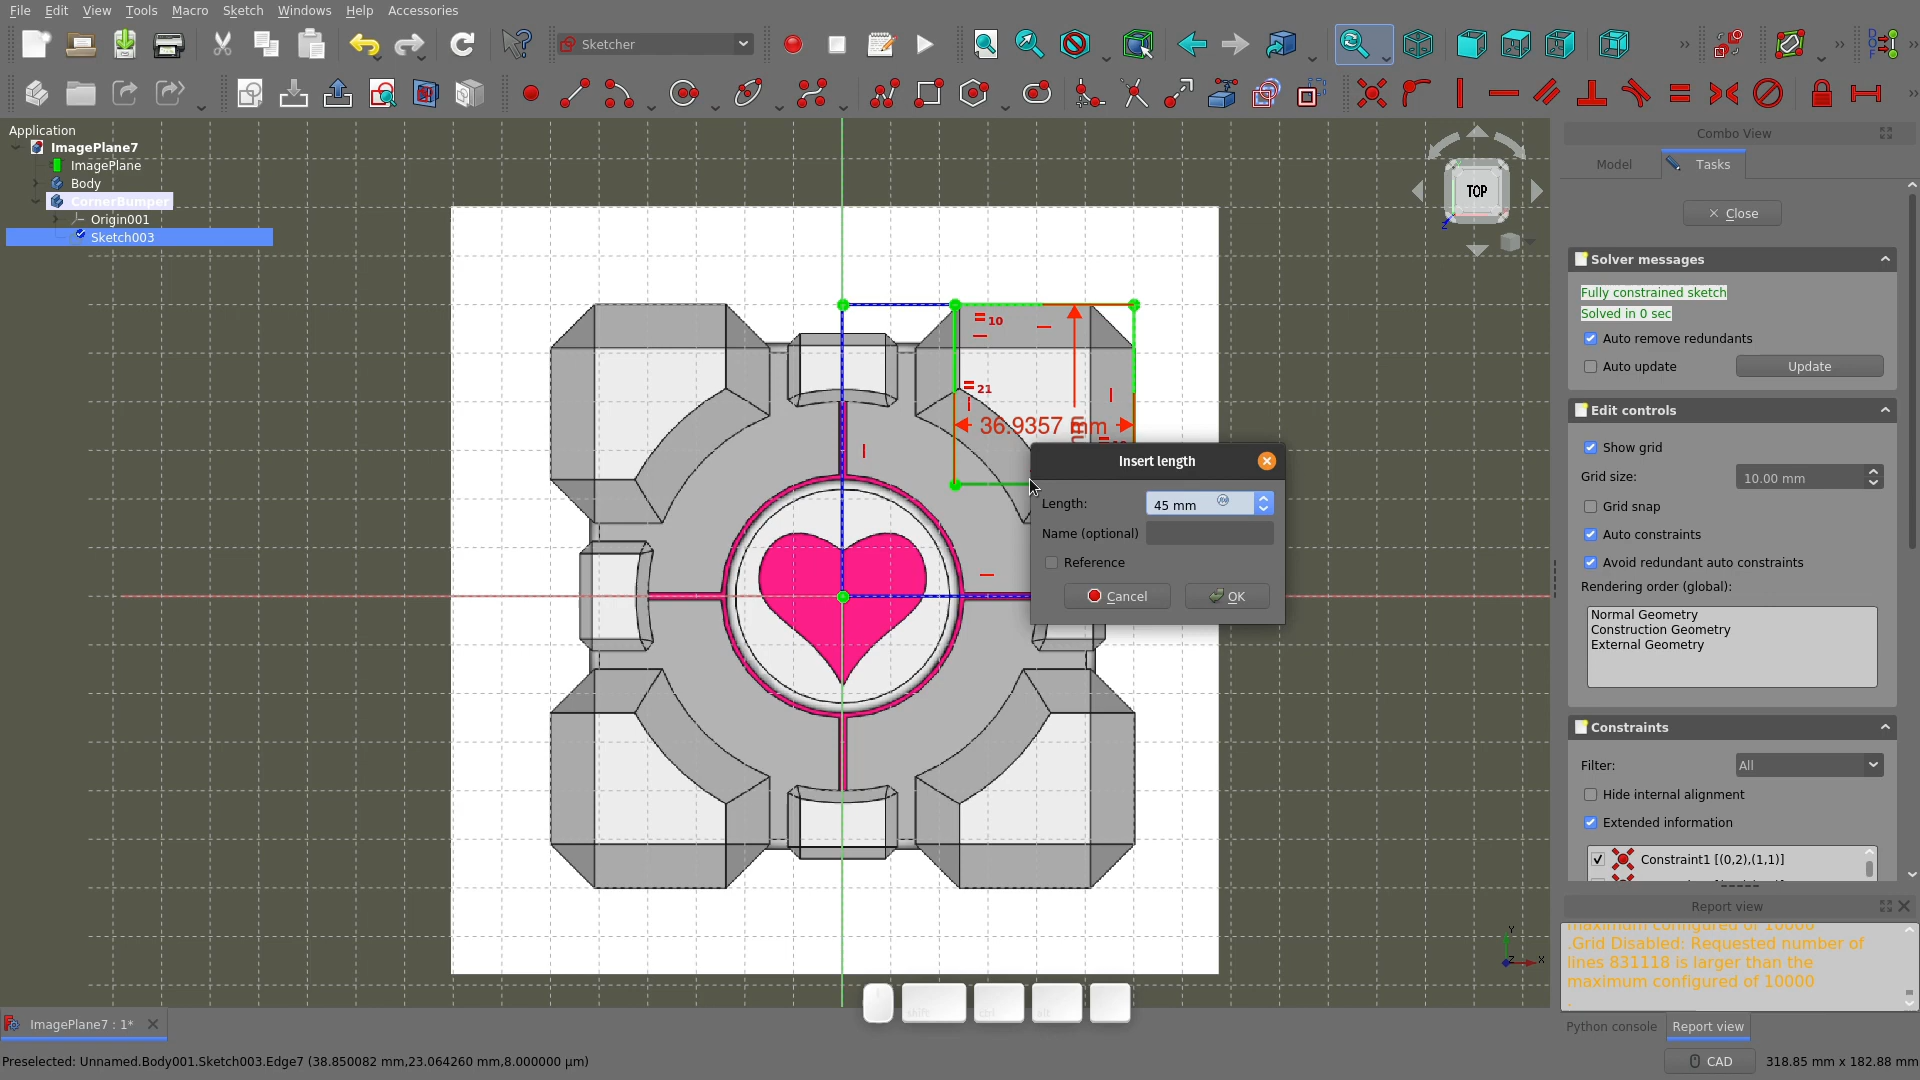 File Edit View Tools Macro Sketch Windows Help Accessories
Sketcher
Application
ImagePlane7
ImagePlane
Body
CornerBumper
Origin001
Sketch003
TOP
Z
10
21
36.9357 mm
Insert length
Length: 45 mm
Name (optional)
Reference
Cancel OK
Y
Z X
shift ctrl alt
Combo View
Model Tasks
Close
Solver messages
Fully constrained sketch
Solved in 0 sec
Auto remove redundants
Auto update Update
Edit controls
Show grid
Grid size: 10.00 mm
Grid snap
Auto constraints
Avoid redundant auto constraints
Rendering order (global):
Normal Geometry
Construction Geometry
External Geometry
Constraints
Filter: All
Hide internal alignment
Extended information
Constraint1 [(0,2),(1,1)]
Report view
maximum configured of 10000
.Grid Disabled: Requested number of
lines 831118 is larger than the
maximum configured of 10000
.
Python console Report view
ImagePlane7 : 1*
Preselected: Unnamed.Body001.Sketch003.Edge7 (38.850082 mm,23.064260 mm,8.000000 µm)
CAD 318.85 mm x 182.88 mm